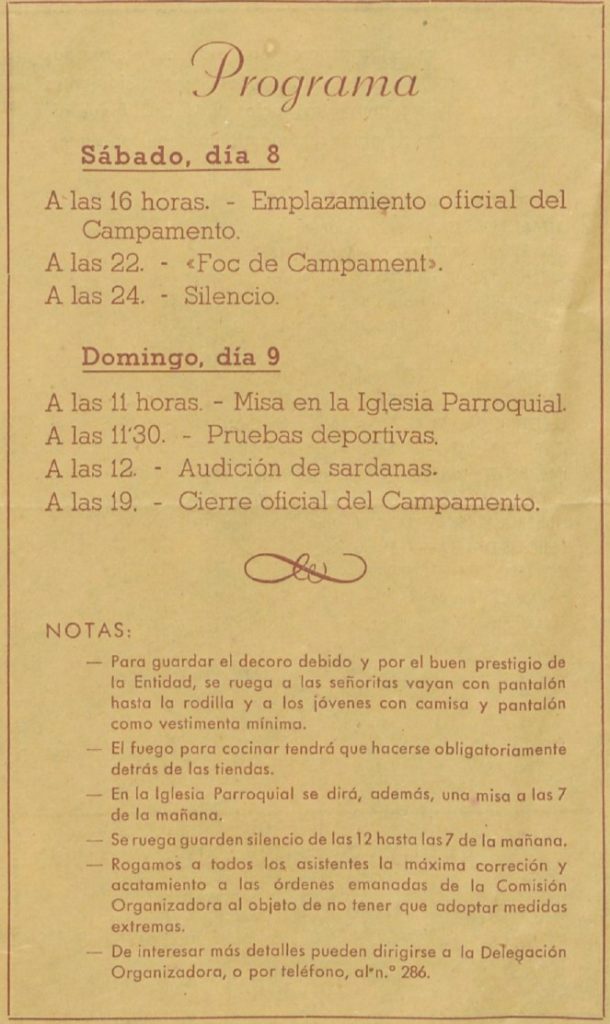 Programa
Sábado, día 8
A las 16 horas. - Emplazamiento oficial del
Campamento.
A las 22. - «Foc de Campament».
A las 24. - Silencio.
Domingo, día 9
A las 11 horas. - Misa en la Iglesia Parroquial.
A las 11'30. - Pruebas deportivas.
A las 12. - Audición de sardanas.
A las 19. - Cierre oficial del Campamento.
NOTAS:
— Para guardar el decoro debido y por el buen prestigio de
la Entidad, se ruega a las señoritas vayan con pantalón
hasta la rodilla y a los jóvenes con camisa y pantalón
como vestimenta mínima.
— El fuego para cocinar tendrá que hacerse obligatoriamente
detrás de las tiendas.
— En la Iglesia Parroquial se dirá, además, una misa a las 7
de la mañana.
— Se ruega guarden silencio de las 12 hasta las 7 de la mañana.
— Rogamos a todos los asistentes la máxima correción y
acatamiento a las órdenes emanadas de la Comisión
Organizadora al objeto de no tener que adoptar medidas
extremas.
— De interesar más detalles pueden dirigirse a la Delegación
Organizadora, o por teléfono, al n.º 286.